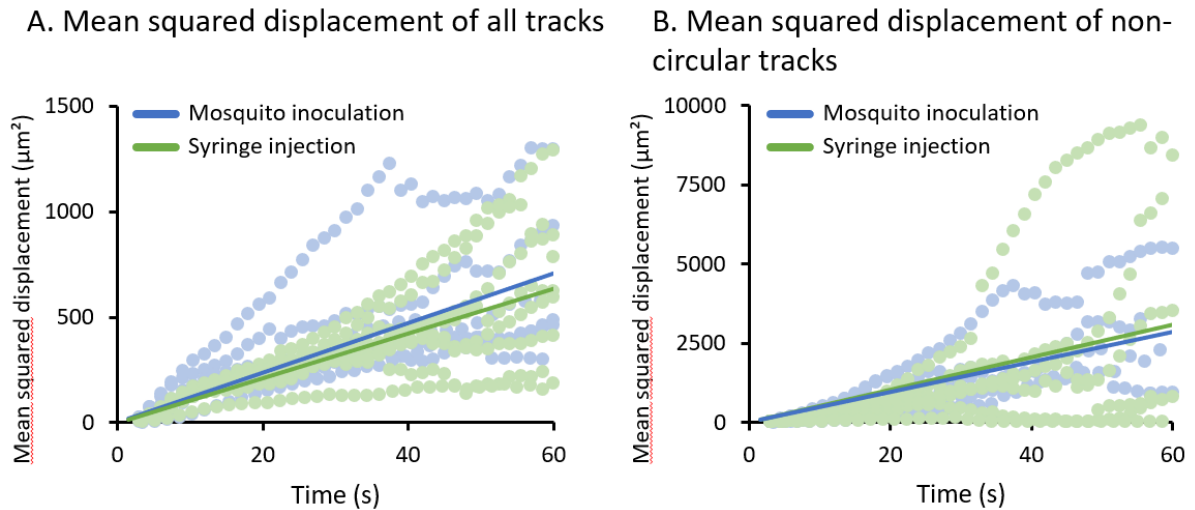 A. Mean squared displacement of all tracks
Mean squared displacement (µm²)
1500
1000
500
0
Mosquito inoculation
Syringe injection
0 20 40 60
Time (s)
B. Mean squared displacement of non-
circular tracks
Mean squared displacement (µm²)
10000
7500
5000
2500
0
Mosquito inoculation
Syringe injection
0 20 40 60
Time (s)